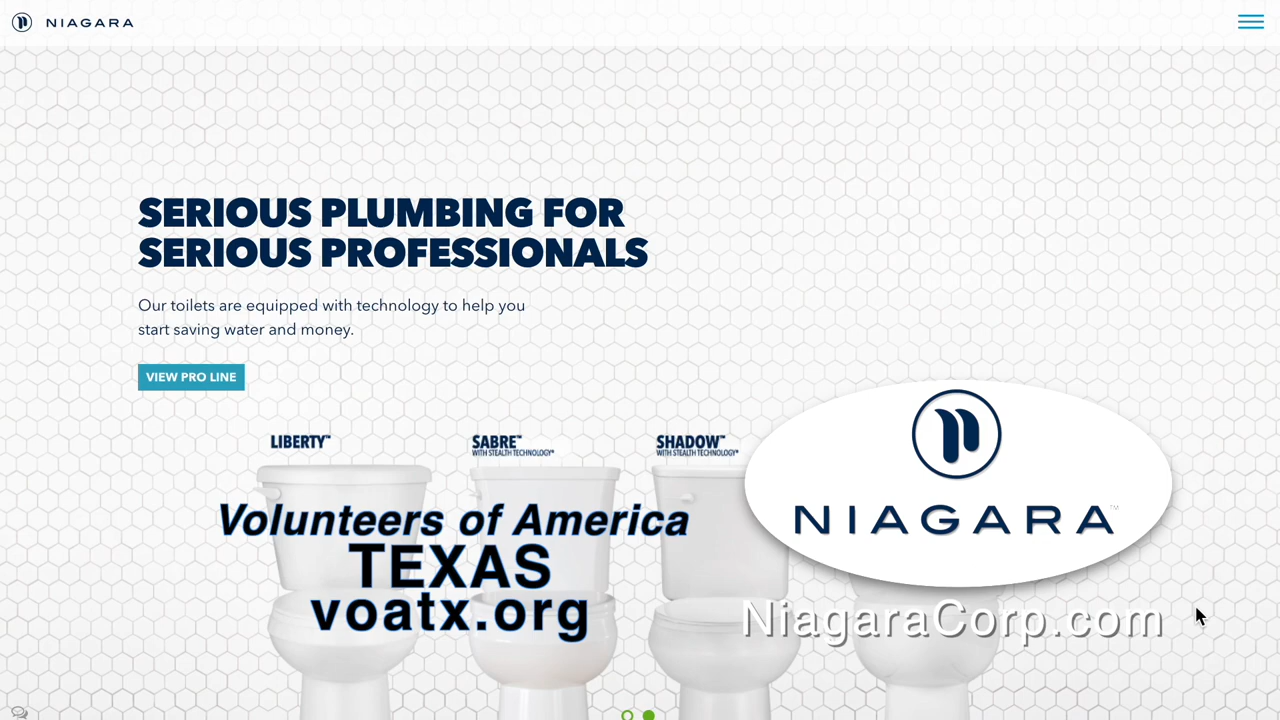 NIAGARA
SERIOUS PLUMBING FOR
SERIOUS PROFESSIONALS
Our toilets are equipped with technology to help you
start saving water and money.
VIEW PRO LINE
LIBERTY™
SABRE™
WITH STEALTH TECHNOLOGY®
SHADOW™
WITH STEALTH TECHNOLOGY®
Volunteers of America
TEXAS
voatx.org
NIAGARA™
NiagaraCorp.com